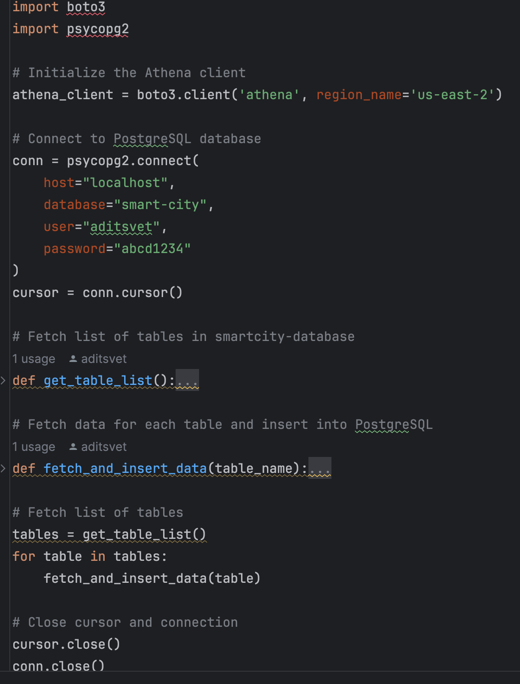 import boto3
import psycopg2
# Initialize the Athena client
athena_client = boto3.client('athena', region_name='us-east-2')
# Connect to PostgreSQL database
conn = psycopg2.connect(
    host="localhost",
    database="smart-city",
    user="aditsvet",
    password="abcd1234"
)
cursor = conn.cursor()
# Fetch list of tables in smartcity-database
1 usage aditsvet
def get_table_list():...
# Fetch data for each table and insert into PostgreSQL
1 usage aditsvet
def fetch_and_insert_data(table_name):...
# Fetch list of tables
tables = get_table_list()
for table in tables:
    fetch_and_insert_data(table)
# Close cursor and connection
cursor.close()
conn.close()